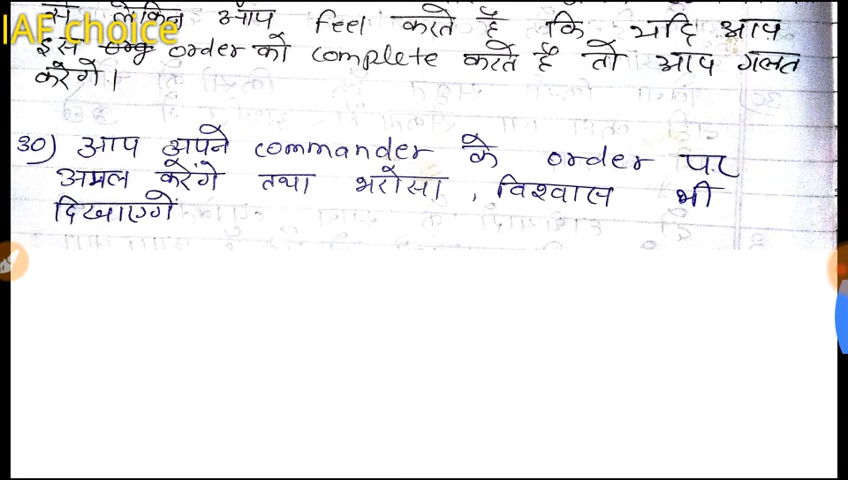 से लेकिन आप feel करते है कि यदि आप
IAF choice
इस order को complete करते है तो आप गलत
करेंगे।
30) आप अपने commander के order पर
अमल करेंगे तथा भरोसा, विश्वास भी
दिखाएगें